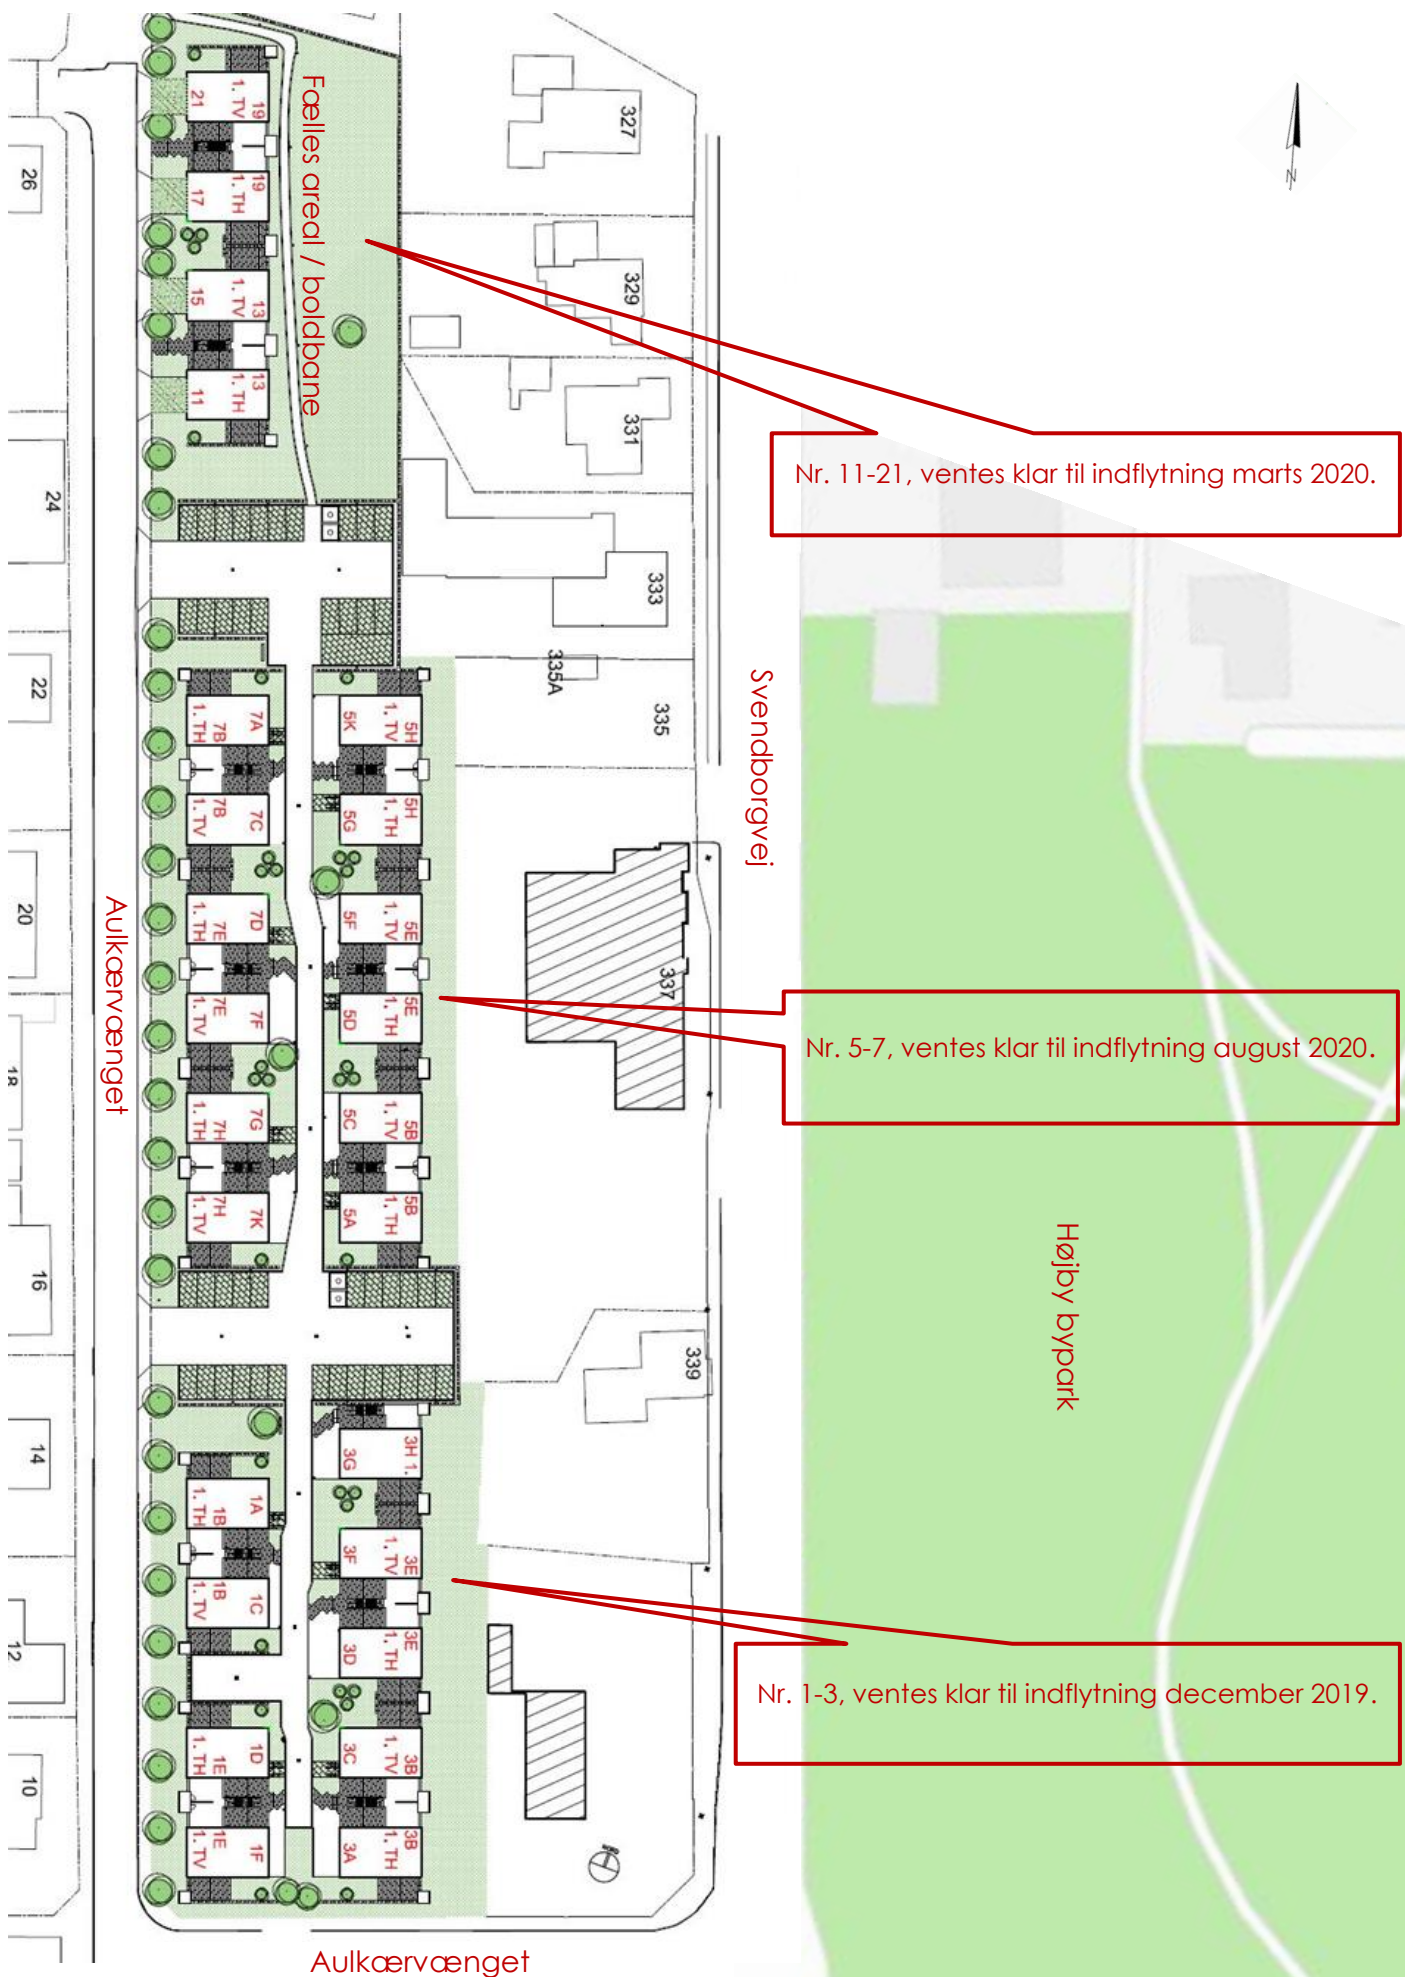 19
1. TV
21
19
1. TH
17
13
1. TV
15
13
1. TH
11
Fælles areal / boldbane
327
329
331
333
335A
335
337
339
N
Svendborgvej
Nr. 11-21, ventes klar til indflytning marts 2020.
26
24
22
20
18
16
14
12
10
Aulkærvænget
7A
7B
1. TH
7C
7B
1. TV
7D
7E
1. TH
7F
7E
1. TV
7G
7H
1. TH
7K
7H
1. TV
5H
1. TV
5K
5H
1. TH
5G
5E
1. TV
5F
5E
1. TH
5D
5B
1. TV
5C
5B
1. TH
5A
Nr. 5-7, ventes klar til indflytning august 2020.
Højby bypark
3H 1.
3G
3E
1. TV
3F
3E
1. TH
3D
3B
1. TV
3C
3B
1. TH
3A
1A
1B
1. TH
1C
1B
1. TV
1D
1E
1. TH
1F
1E
1. TV
Nr. 1-3, ventes klar til indflytning december 2019.
Aulkærvænget